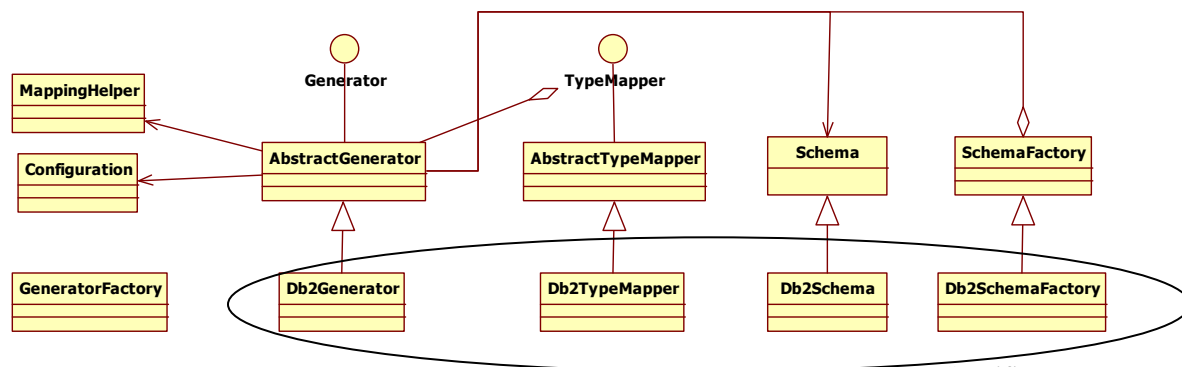 Generator
TypeMapper
MappingHelper
AbstractGenerator
AbstractTypeMapper
Schema
SchemaFactory
Configuration
GeneratorFactory
Db2Generator
Db2TypeMapper
Db2Schema
Db2SchemaFactory